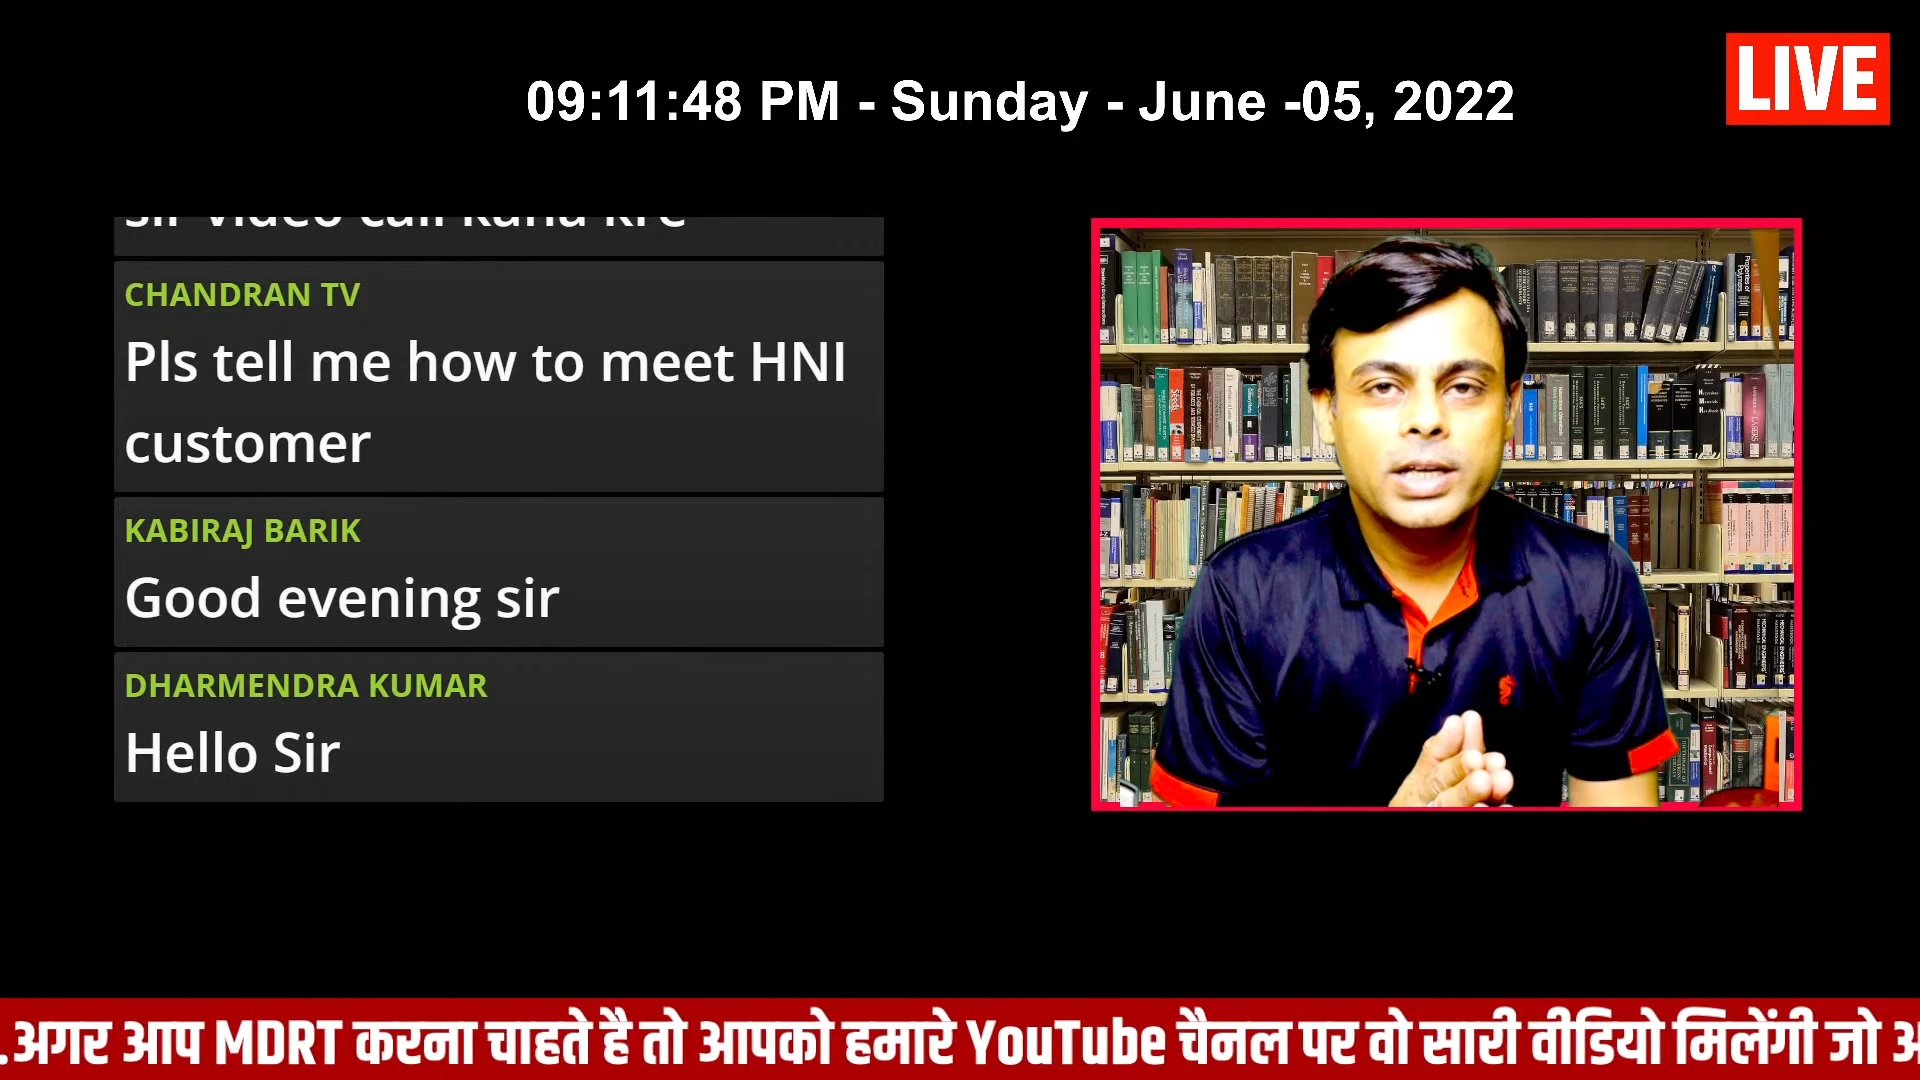 LIVE
09:11:48 PM - Sunday - June -05, 2022
CHANDRAN TV
Pls tell me how to meet HNI
customer
KABIRAJ BARIK
Good evening sir
DHARMENDRA KUMAR
Hello Sir
.अगर आप MDRT करना चाहते है तो आपको हमारे YouTube चैनल पर वो सारी वीडियो मिलेंगी जो